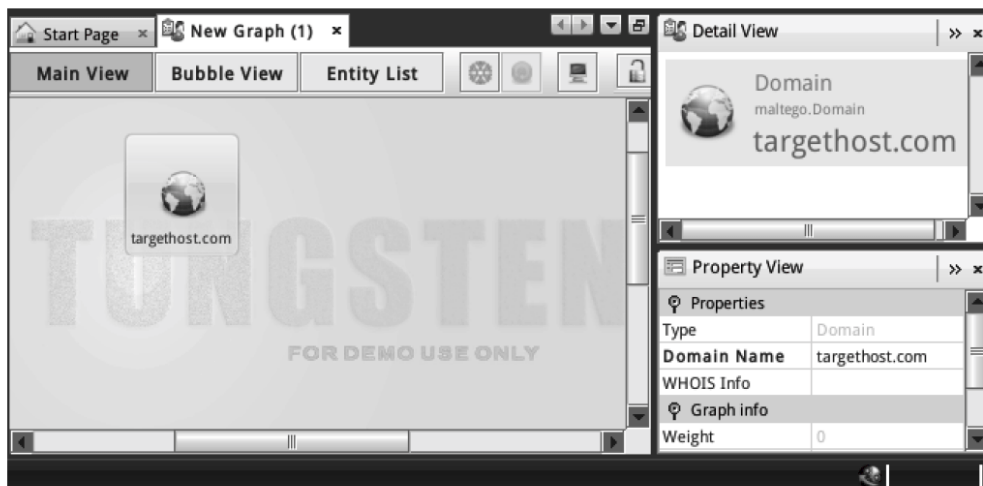 Start Page
New Graph (1)
Main View
Bubble View
Entity List
targethost.com
TUNGSTEN
FOR DEMO USE ONLY
Detail View
Domain
maltego.Domain
targethost.com
Property View
Properties
Type Domain
Domain Name targethost.com
WHOIS Info
Graph info
Weight 0